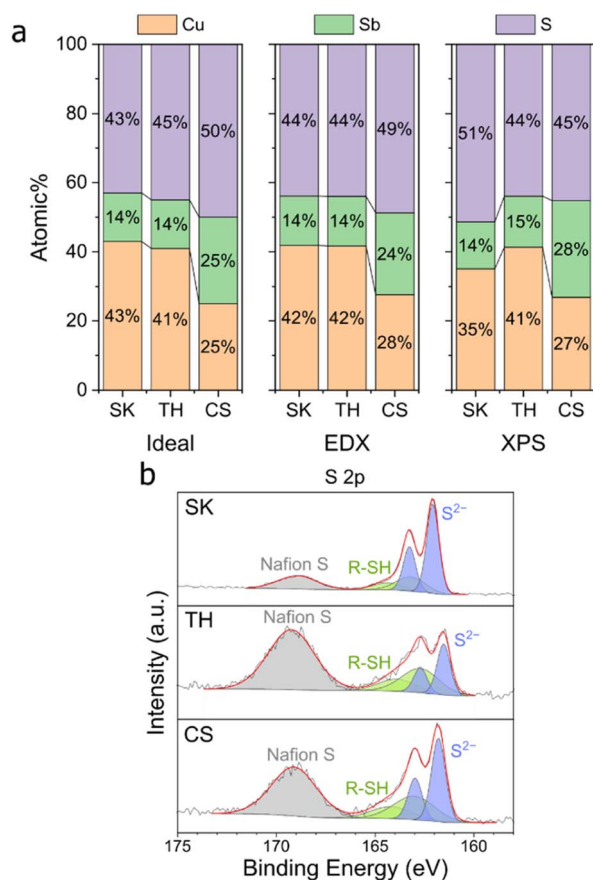 a
Cu Sb S
Atomic%
100
80
60
40
20
0
43% 45% 50%
14% 14% 25%
43% 41% 25%
SK TH CS
Ideal
44% 44% 49%
14% 14% 24%
42% 42% 28%
SK TH CS
EDX
51% 44% 45%
14% 15% 28%
35% 41% 27%
SK TH CS
XPS
b
S 2p
Intensity (a.u.)
SK
Nafion S R-SH S²⁻
TH
Nafion S R-SH S²⁻
CS
Nafion S R-SH S²⁻
175 170 165 160
Binding Energy (eV)